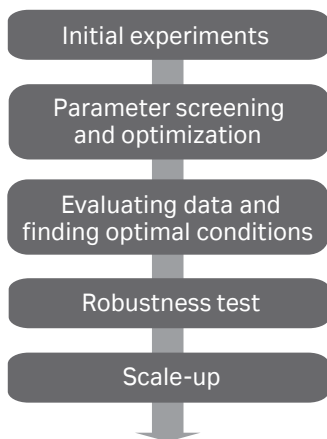 Initial experiments
Parameter screening
and optimization
Evaluating data and
finding optimal conditions
Robustness test
Scale-up